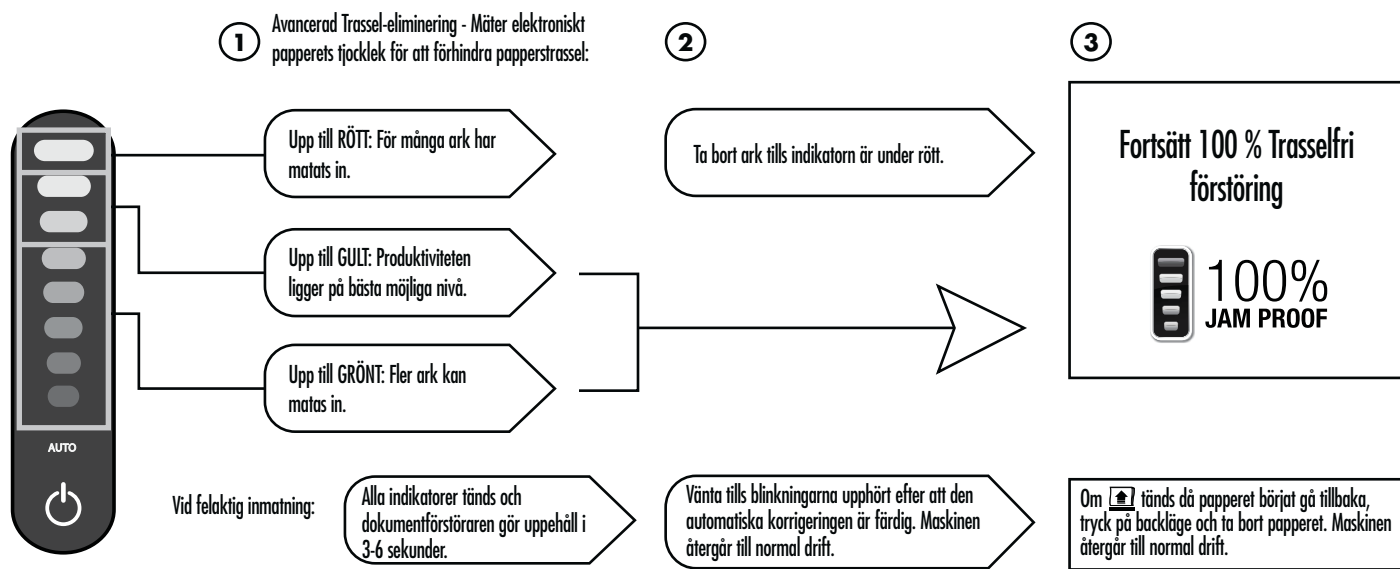 1
Avancerad Trassel-eliminering - Mäter elektroniskt
papperets tjocklek för att förhindra papperstrassel:
2
3
Upp till RÖTT: För många ark har
matats in.
Ta bort ark tills indikatorn är under rött.
Fortsätt 100 % Trasselfri
förstöring
100%
JAM PROOF
Upp till GULT: Produktiviteten
ligger på bästa möjliga nivå.
Upp till GRÖNT: Fler ark kan
matas in.
AUTO
Vid felaktig inmatning:
Alla indikatorer tänds och
dokumentförstöraren gör uppehåll i
3-6 sekunder.
Vänta tills blinkningarna upphört efter att den
automatiska korrigeringen är färdig. Maskinen
återgår till normal drift.
Om tänds då papperet börjat gå tillbaka,
tryck på backläge och ta bort papperet. Maskinen
återgår till normal drift.